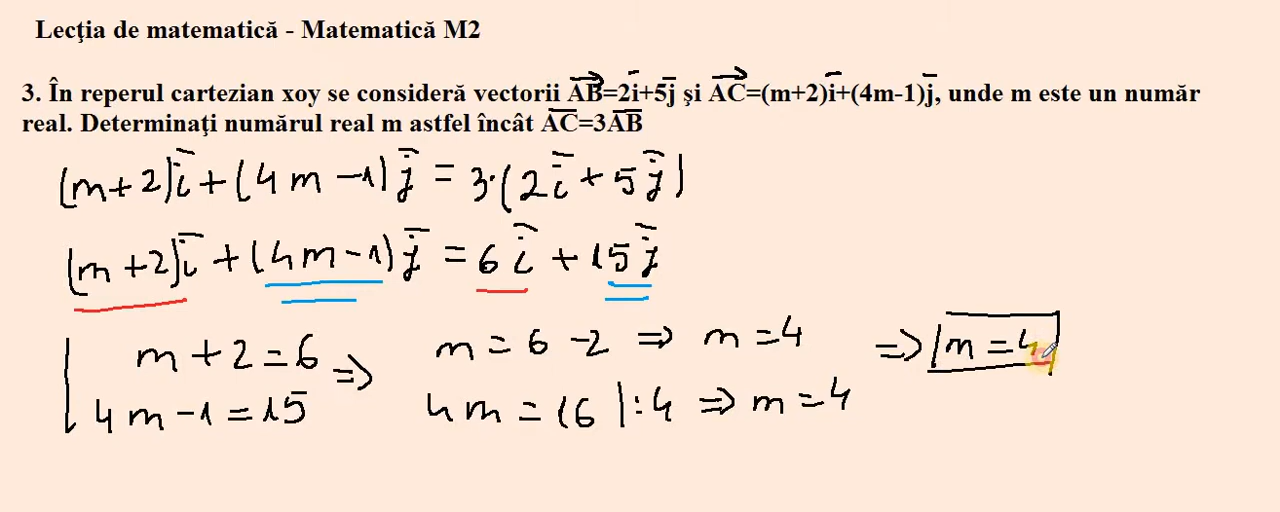 Lecţia de matematică - Matematică M2
3. În reperul cartezian xoy se consideră vectorii AB=2i+5j şi AC=(m+2)i+(4m-1)j, unde m este un număr
real. Determinaţi numărul real m astfel încât AC=3AB
(m+2)i+(4m-1)j = 3·(2i+5j)
(m+2)i+(4m-1)j = 6i+15j
m+2=6 => m=6-2 => m=4 => m=4
4m-1=15 4m=16 |:4 => m=4